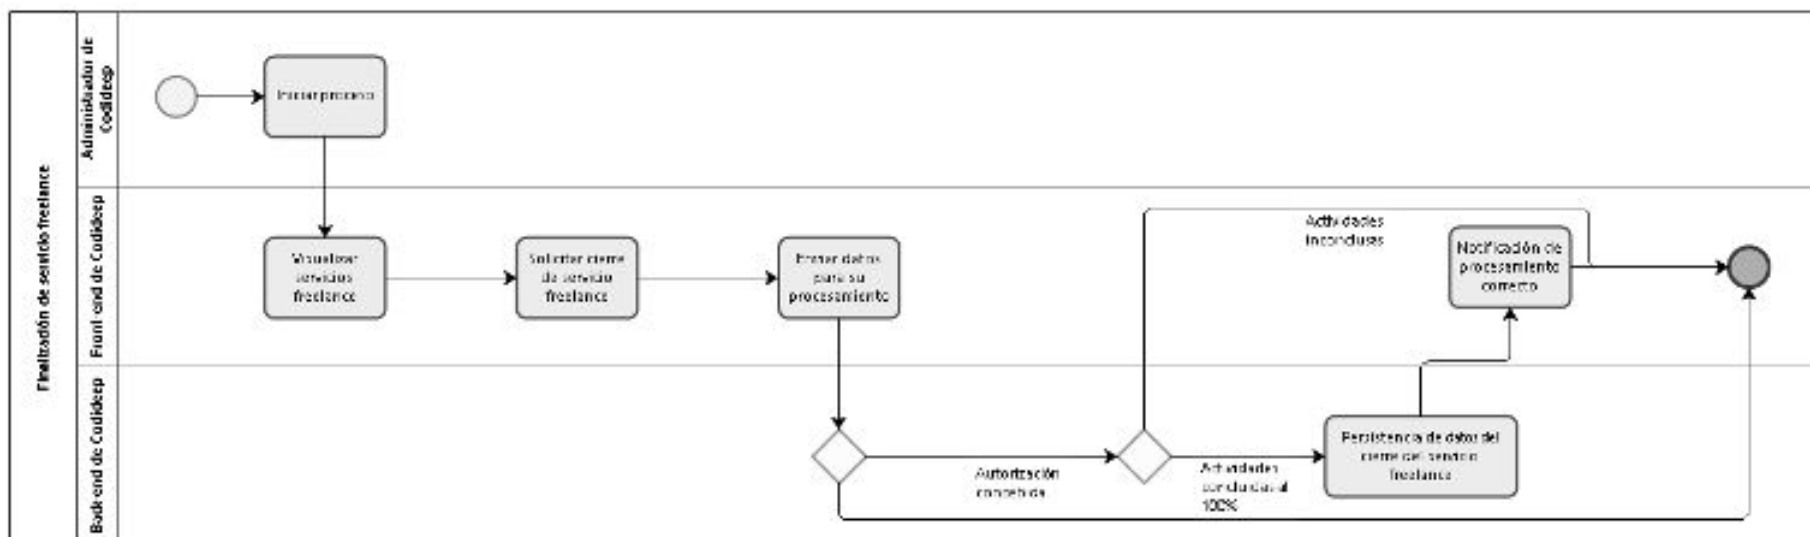 Finalización de servicio freelance
Administrador de
Codideep
Iniciar proceso
Front-end de Codideep
Visualizar
servicios
freelance
Solicitar cierre
de servicio
freelance
Enviar datos
para su
procesamiento
Actividades
inconclusas
Notificación de
procesamiento
correcto
Back-end de Codideep
Autorización
concebida
Actividades
concluidas al
100%
Persistencia de datos del
cierre del servicio
freelance